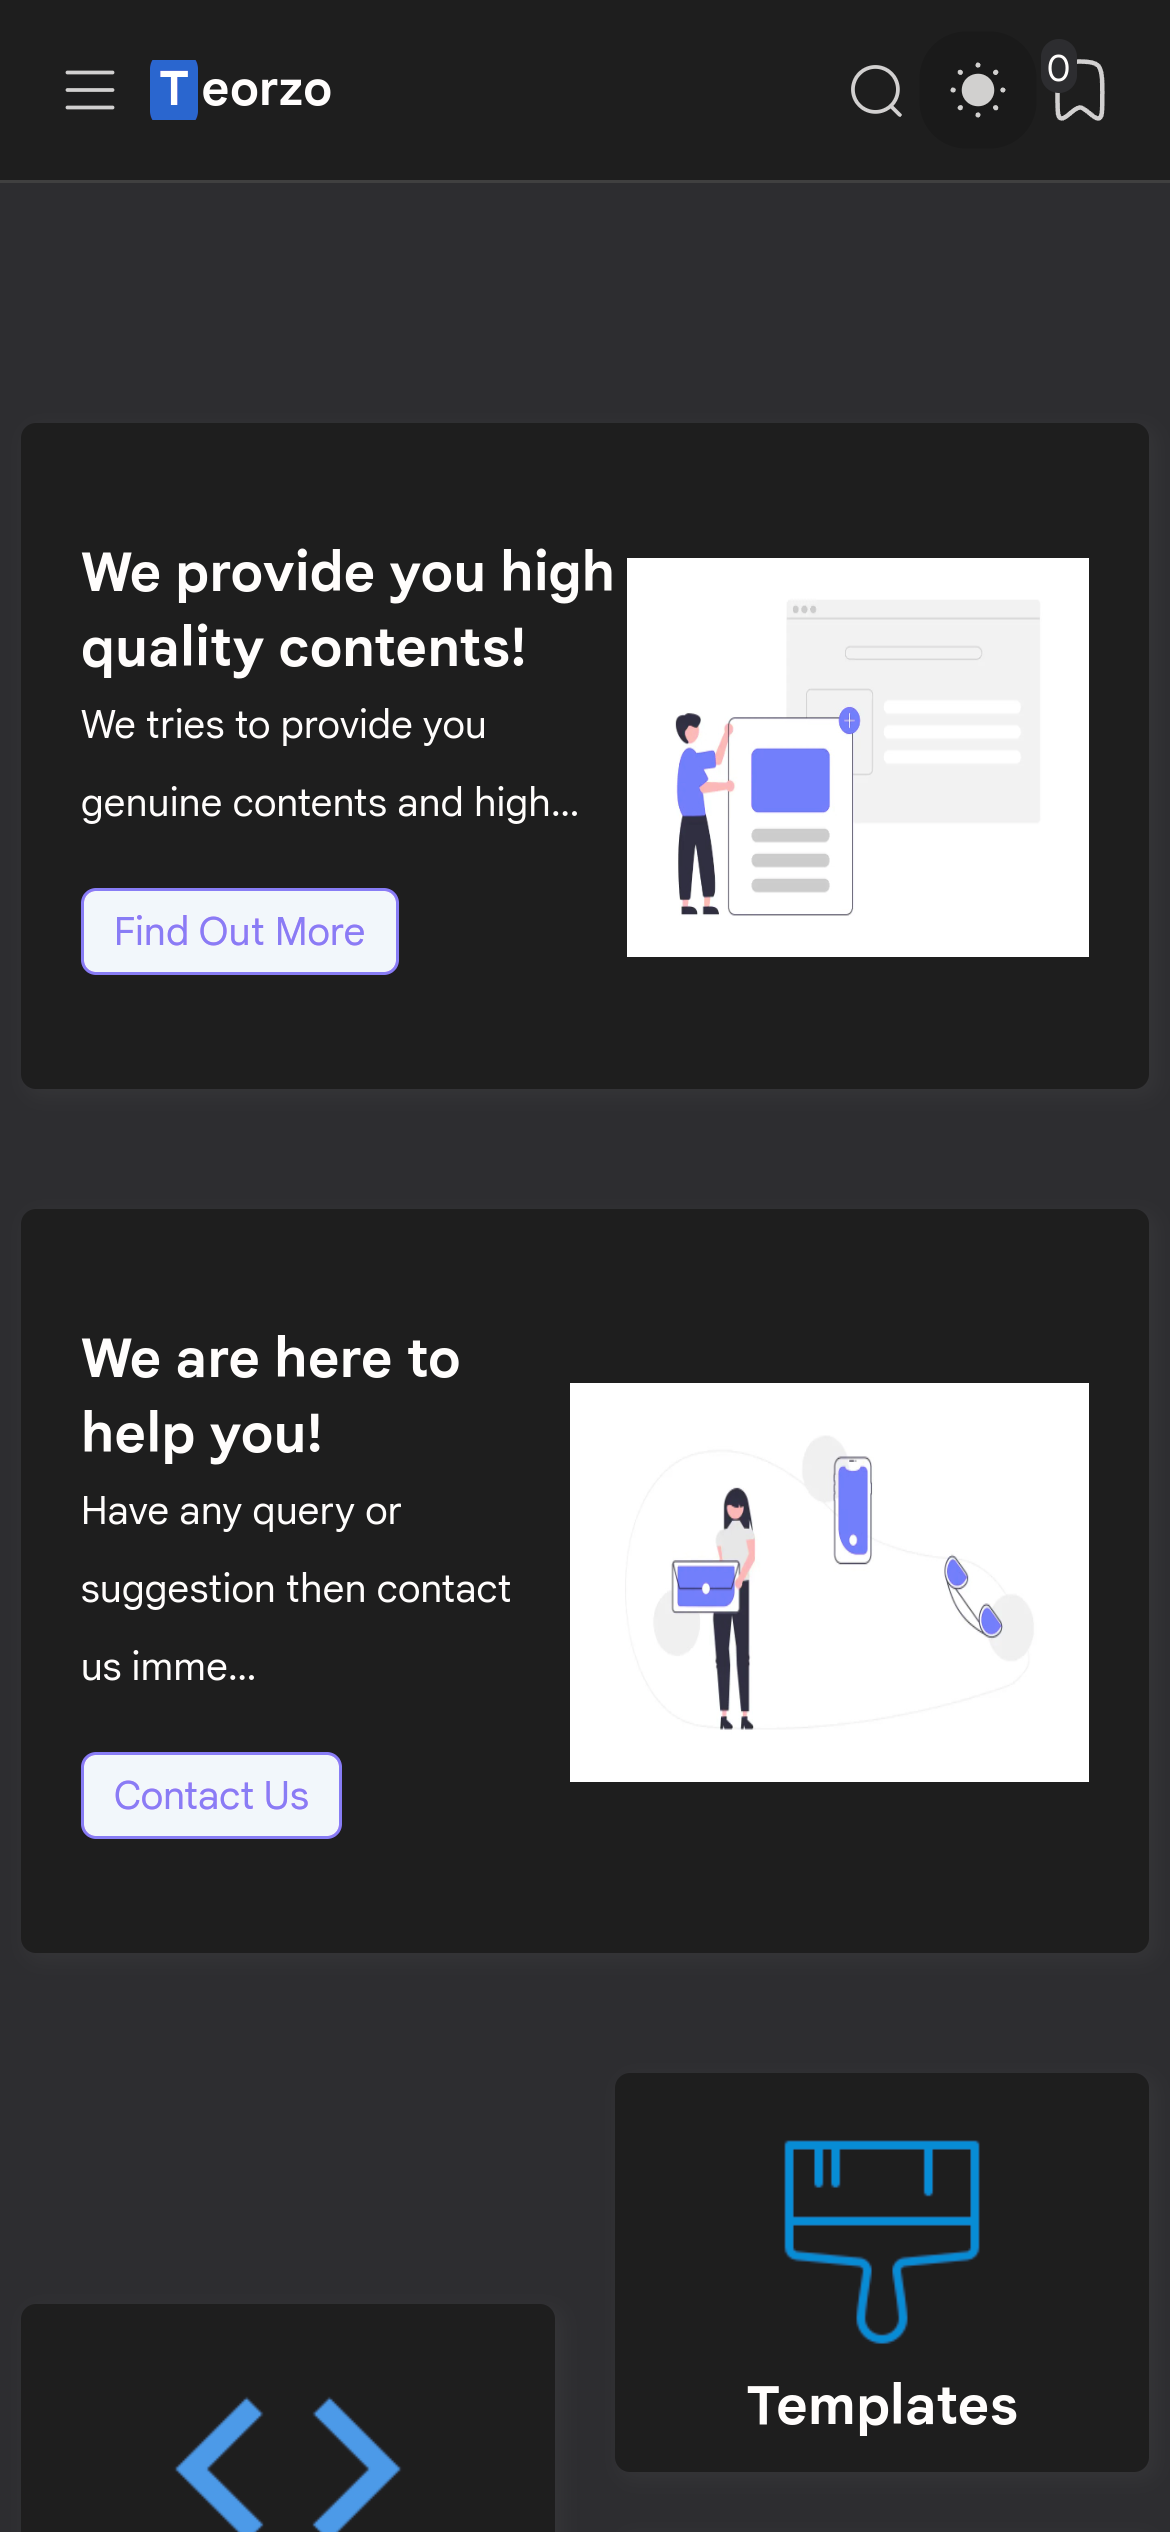 Teorzo
0
We provide you high
quality contents!
We tries to provide you
genuine contents and high...
Find Out More
We are here to
help you!
Have any query or
suggestion then contact
us imme...
Contact Us
Templates